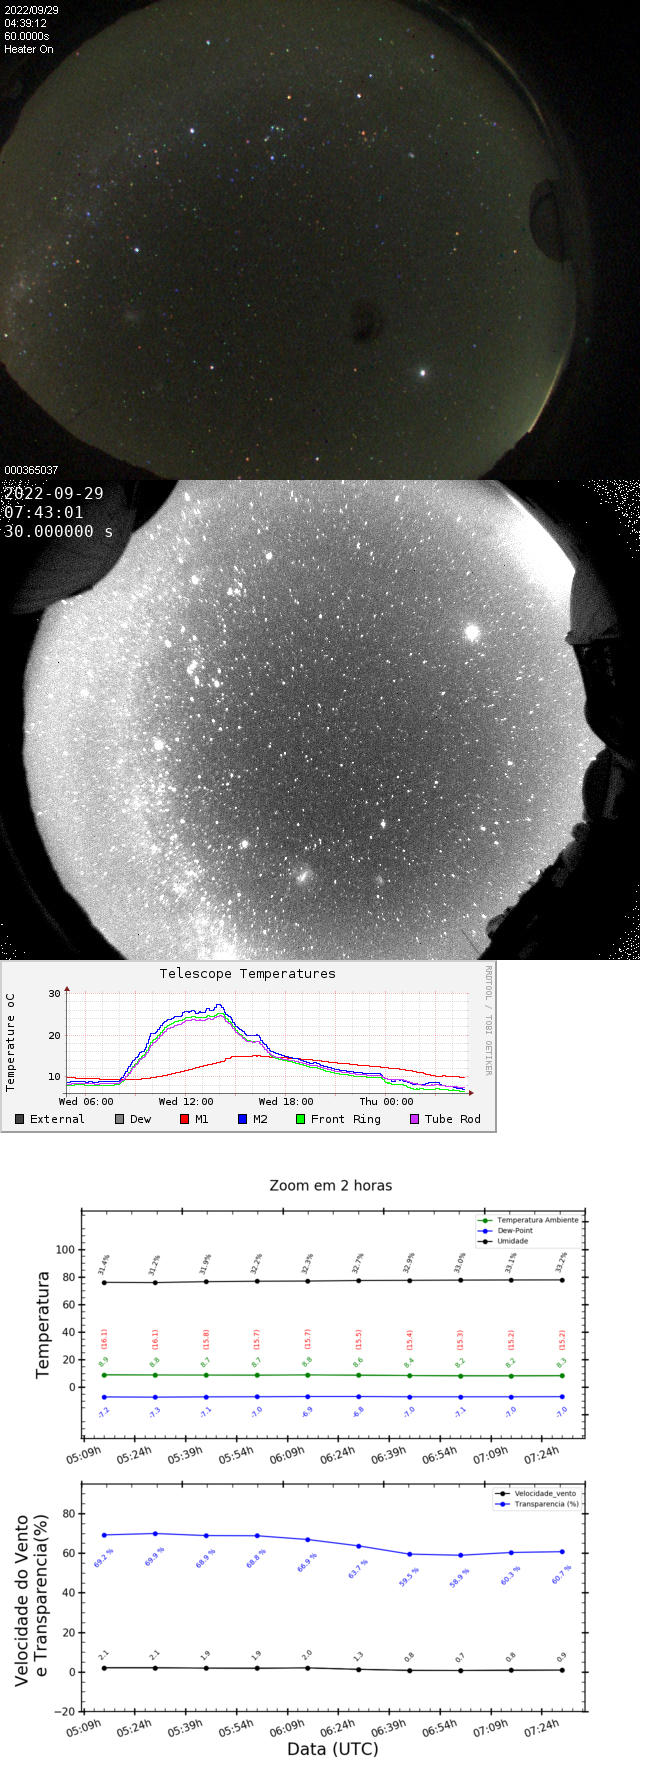 2022/09/29
04:39:12
60.0000s
Heater On
000365037
2022-09-29
07:43:01
30.000000 s
Telescope Temperatures
RRDTOOL / TOBI OETIKER
Temperature oC
30
20
10
Wed 06:00 Wed 12:00 Wed 18:00 Thu 00:00
External Dew M1 M2 Front Ring Tube Rod
Zoom em 2 horas
Temperatura Ambiente
Dew-Point
Umidade
Temperatura
100
80
60
40
20
0
31.4% 31.2% 31.9% 32.2% 32.3% 32.7% 32.9% 33.0% 33.1% 33.2%
(16.1) (16.1) (15.8) (15.7) (15.7) (15.5) (15.4) (15.3) (15.2) (15.2)
8.9 8.8 8.7 8.7 8.8 8.6 8.4 8.2 8.2 8.3
-7.2 -7.3 -7.1 -7.0 -6.9 -6.8 -7.0 -7.1 -7.0 -7.0
05:09h 05:24h 05:39h 05:54h 06:09h 06:24h 06:39h 06:54h 07:09h 07:24h
Velocidade_vento
Transparencia (%)
Velocidade do Vento
e Transparencia(%)
80
60
40
20
0
−20
69.2 % 69.9 % 68.9 % 68.8 % 66.9 % 63.7 % 59.5 % 58.9 % 60.3 % 60.7 %
2.1 2.1 1.9 1.9 2.0 1.3 0.8 0.7 0.8 0.9
05:09h 05:24h 05:39h 05:54h 06:09h 06:24h 06:39h 06:54h 07:09h 07:24h
Data (UTC)